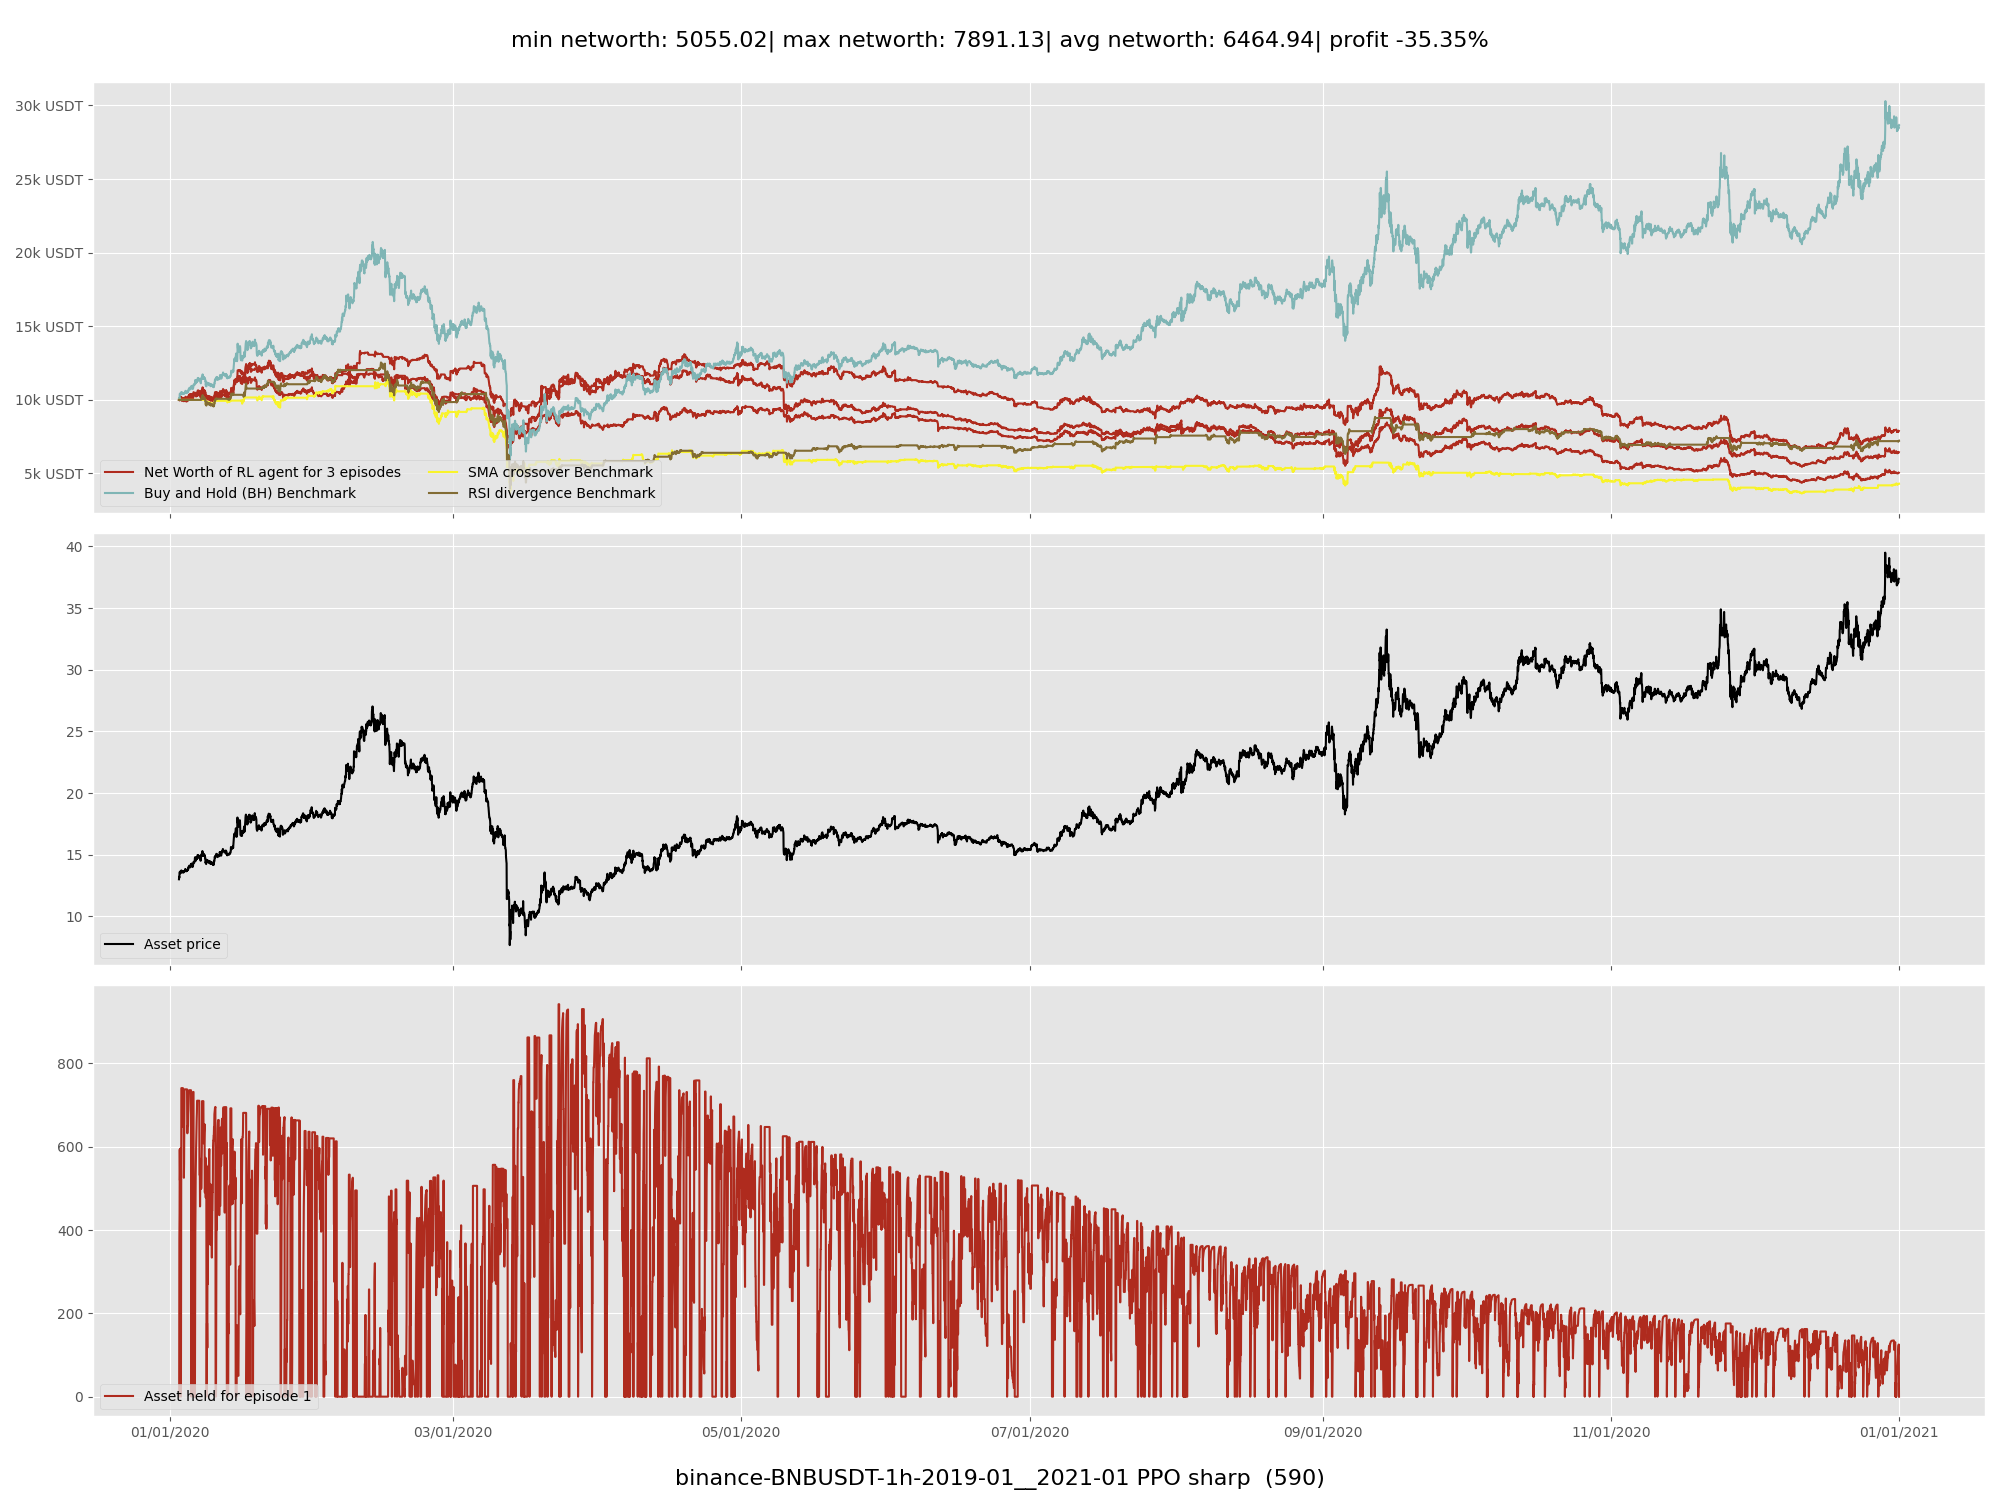 min networth: 5055.02| max networth: 7891.13| avg networth: 6464.94| profit -35.35%
30k USDT
25k USDT
20k USDT
15k USDT
10k USDT
5k USDT
Net Worth of RL agent for 3 episodes
Buy and Hold (BH) Benchmark
SMA crossover Benchmark
RSI divergence Benchmark
40
35
30
25
20
15
10
Asset price
800
600
400
200
0
Asset held for episode 1
01/01/2020
03/01/2020
05/01/2020
07/01/2020
09/01/2020
11/01/2020
01/01/2021
binance-BNBUSDT-1h-2019-01__2021-01 PPO sharp  (590)